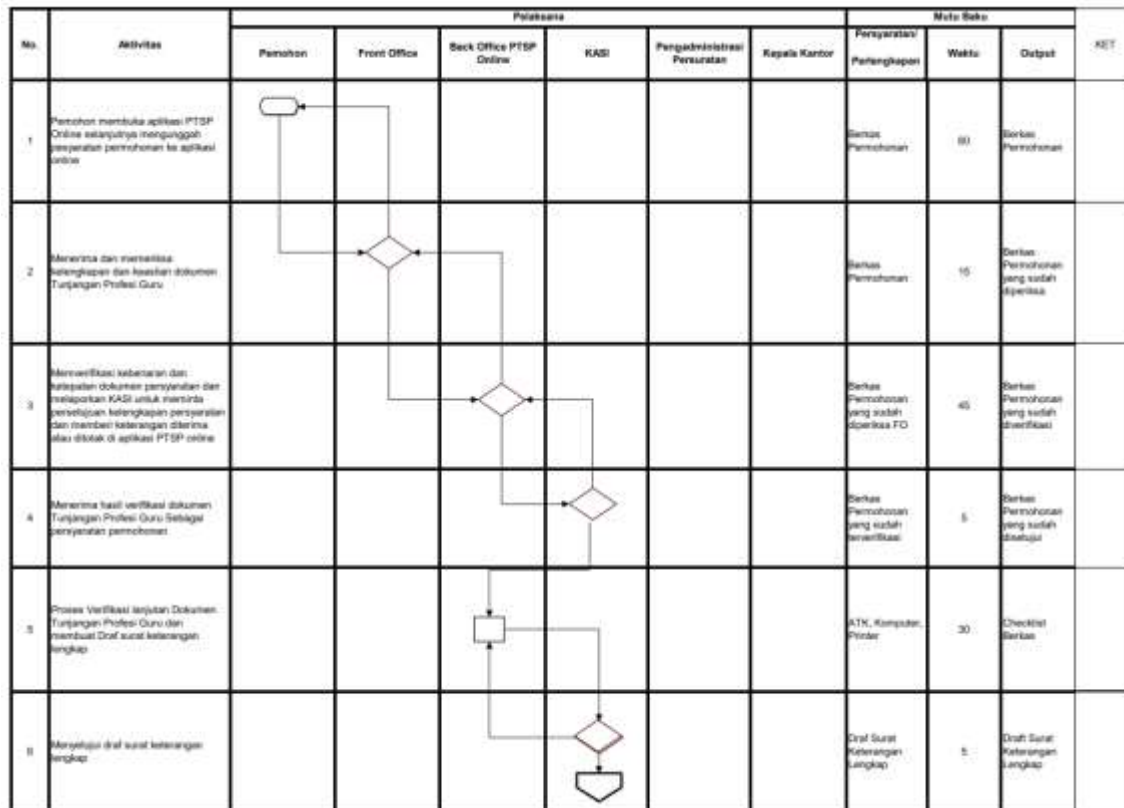 No.
Aktivitas
Pelaksana
Mutu Baku
KET
Pemohon
Front Office
Back Office PTSP
Online
KASI
Pengadministrasi
Persuratan
Kepala Kantor
Persyaratan/
Perlengkapan
Waktu
Output
1
Pemohon membuka aplikasi PTSP
Online selanjutnya mengunggah
persyaratan permohonan ke aplikasi
online
Berkas
Permohonan
60
Berkas
Permohonan
2
Menerima dan memeriksa
kelengkapan dan keaslian dokumen
Tunjangan Profesi Guru
Berkas
Permohonan
15
Berkas
Permohonan
yang sudah
diperiksa
3
Memverifikasi kebenaran dan
ketepatan dokumen persyaratan dan
melaporkan KASI untuk meminta
persetujuan kelengkapan persyaratan
dan memberi keterangan diterima
atau ditolak di aplikasi PTSP online
Berkas
Permohonan
yang sudah
diperiksa FO
45
Berkas
Permohonan
yang sudah
diverifikasi
4
Menerima hasil verifikasi dokumen
Tunjangan Profesi Guru Sebagai
persyaratan permohonan
Berkas
Permohonan
yang sudah
terverifikasi
5
Berkas
Permohonan
yang sudah
disetujui
5
Proses Verifikasi lanjutan Dokumen
Tunjangan Profesi Guru dan
membuat Draf surat keterangan
lengkap
ATK, Komputer,
Printer
30
Checklist
Berkas
6
Menyetujui draf surat keterangan
lengkap
Draf Surat
Keterangan
Lengkap
5
Draft Surat
Keterangan
Lengkap